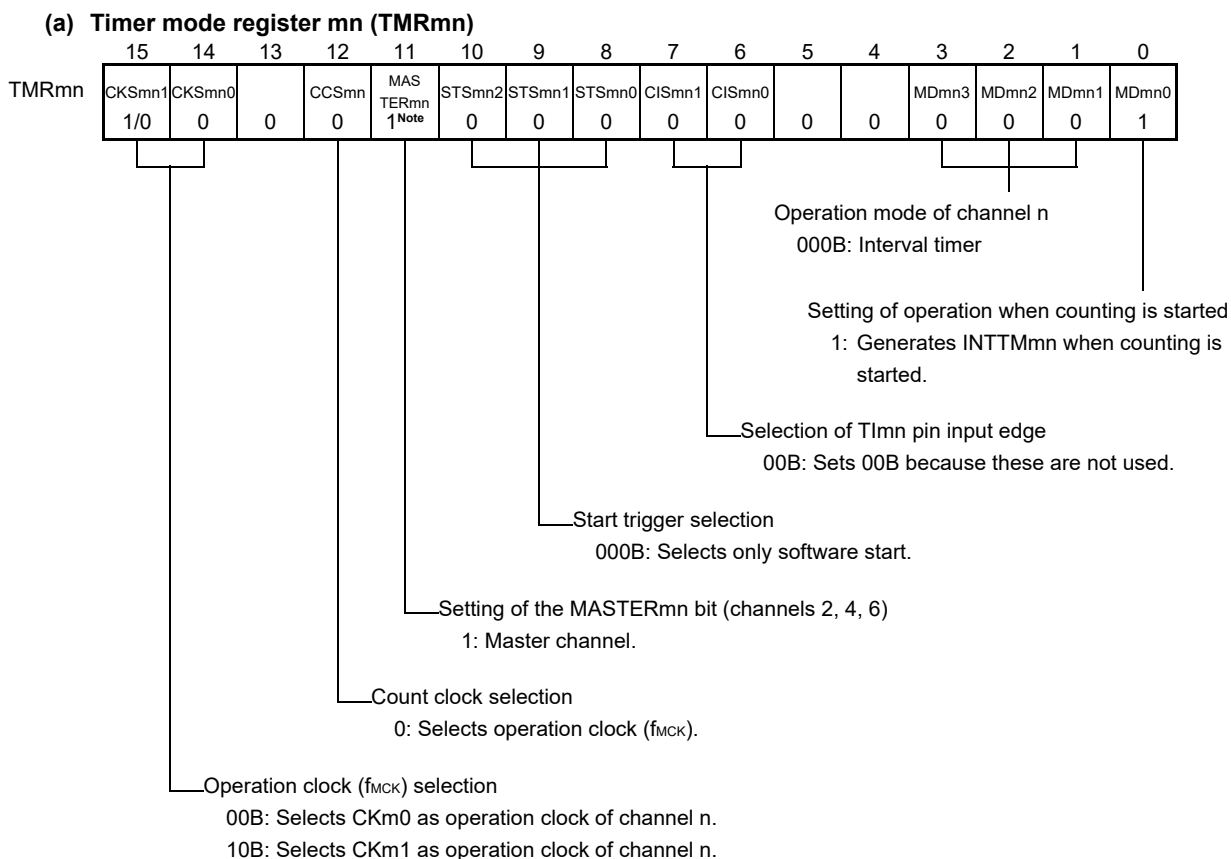 (a) Timer mode register mn (TMRmn)
15 14 13 12 11 10 9 8 7 6 5 4 3 2 1 0
TMRmn CKSmn1 CKSmn0 CCSmn MAS TERmn STSmn2 STSmn1 STSmn0 CISmn1 CISmn0 MDmn3 MDmn2 MDmn1 MDmn0
1/0 0 0 0 1Note 0 0 0 0 0 0 0 0 0 0 1
Operation mode of channel n
000B: Interval timer
Setting of operation when counting is started
1: Generates INTTMmn when counting is
started.
Selection of TImn pin input edge
00B: Sets 00B because these are not used.
Start trigger selection
000B: Selects only software start.
Setting of the MASTERmn bit (channels 2, 4, 6)
1: Master channel.
Count clock selection
0: Selects operation clock (fMCK).
Operation clock (fMCK) selection
00B: Selects CKm0 as operation clock of channel n.
10B: Selects CKm1 as operation clock of channel n.